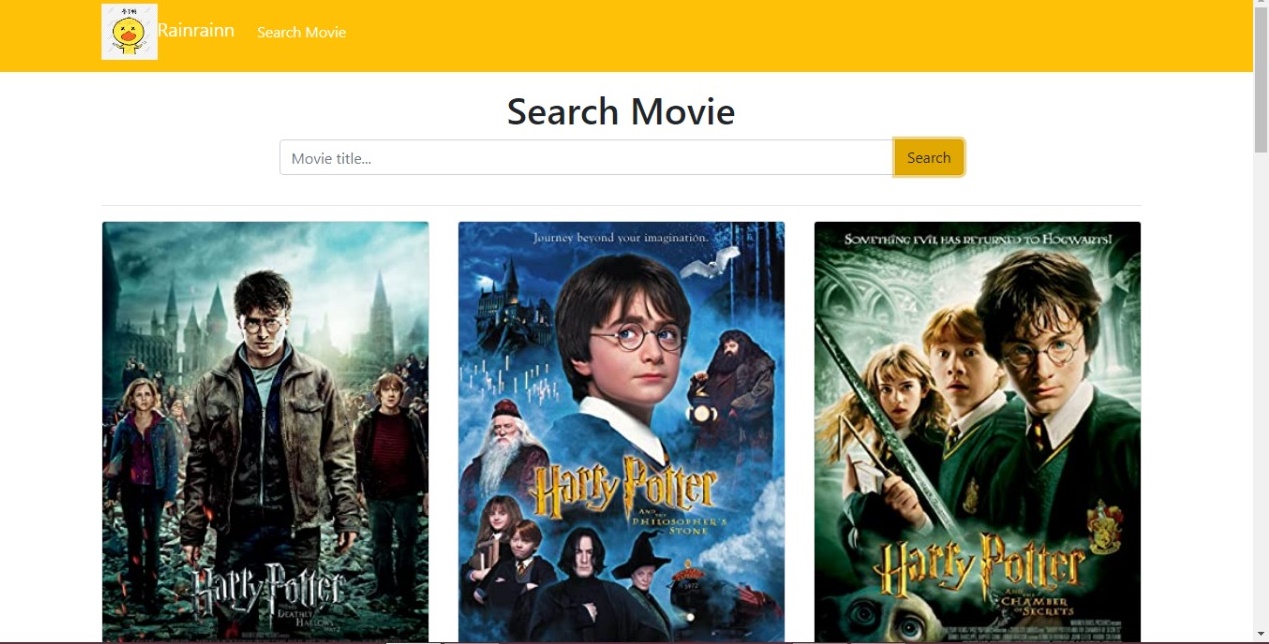 Rainrainn
Search Movie
Search Movie
Movie title...
Search
Harry Potter
DEATHLY
HALLOWS
Journey beyond your imagination.
Harry Potter
AND THE
PHILOSOPHER'S
STONE
SOMETHING EVIL HAS RETURNED TO HOGWARTS!
Harry Potter
AND THE
CHAMBER OF
SECRETS